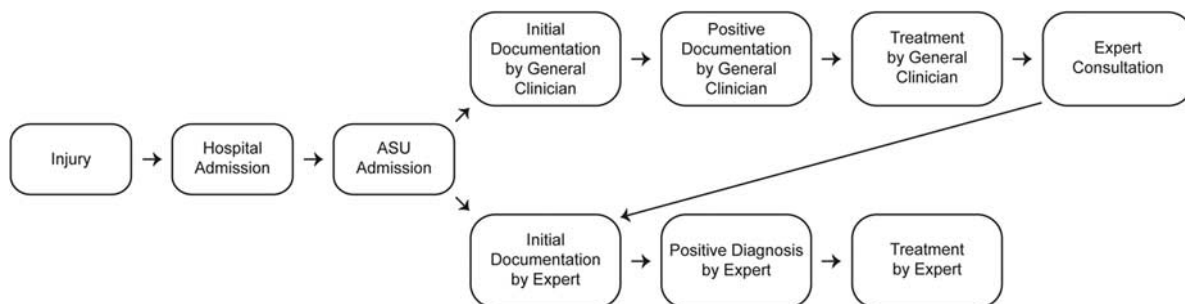 Initial
Documentation
by General
Clinician
Positive
Documentation
by General
Clinician
Treatment
by General
Clinician
Expert
Consultation
Injury
Hospital
Admission
ASU
Admission
Initial
Documentation
by Expert
Positive Diagnosis
by Expert
Treatment
by Expert